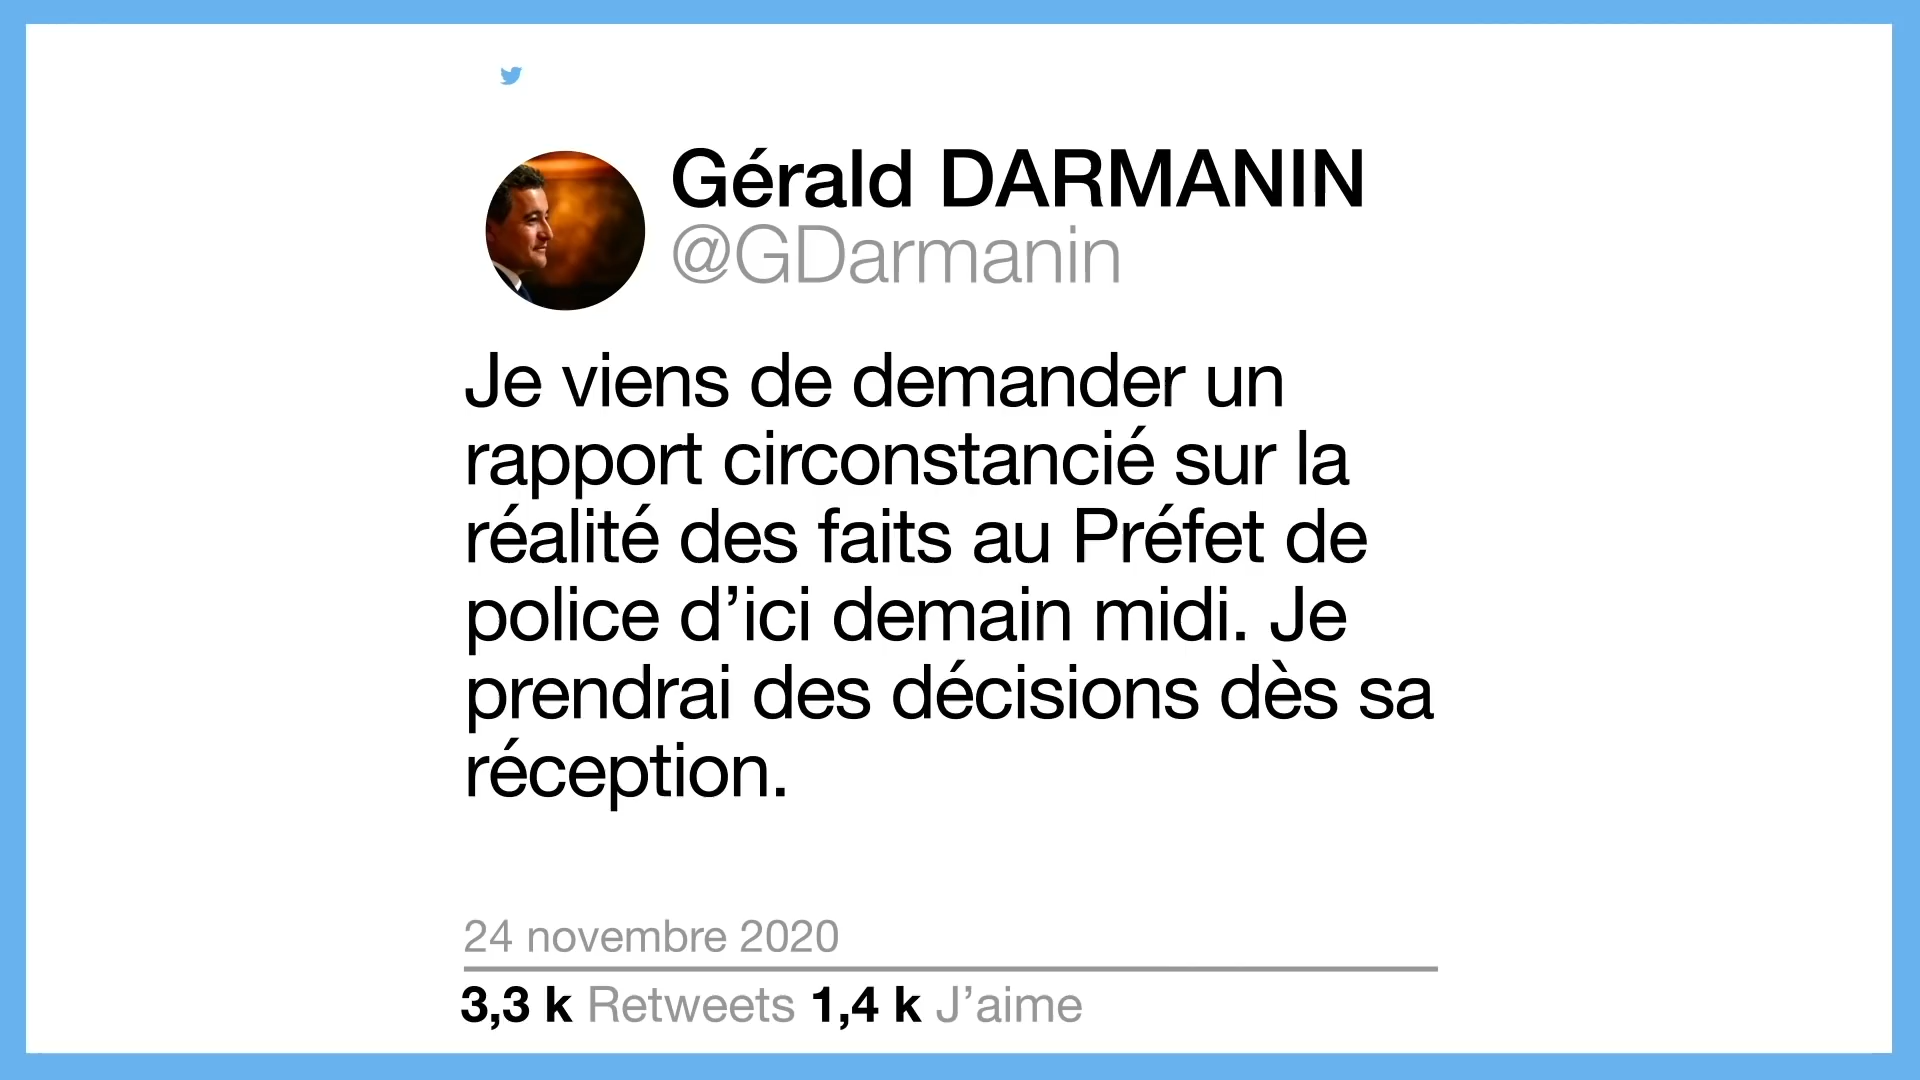 Gérald DARMANIN
@GDarmanin
Je viens de demander un
rapport circonstancié sur la
réalité des faits au Préfet de
police d’ici demain midi. Je
prendrai des décisions dès sa
réception.
24 novembre 2020
3,3 k Retweets 1,4 k J’aime